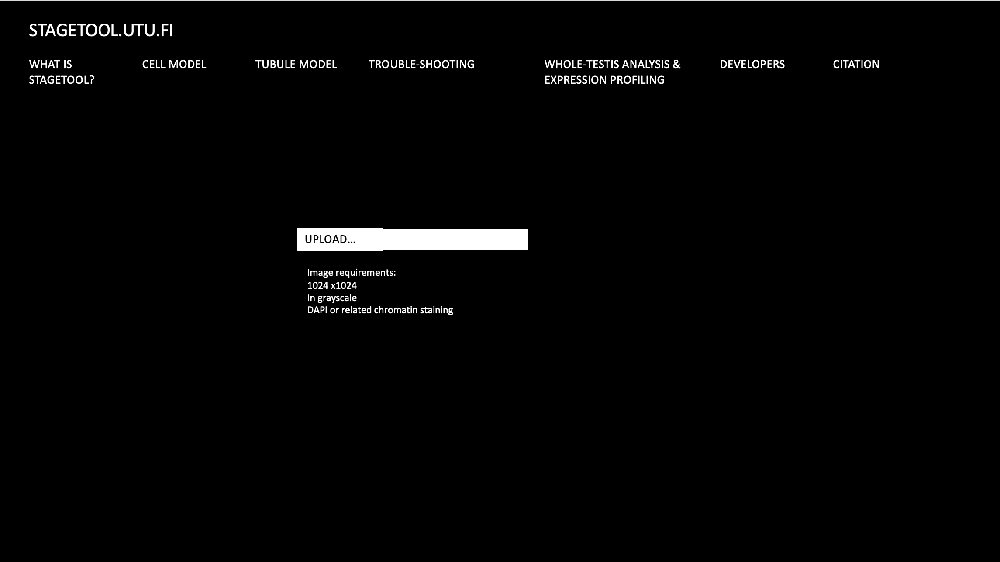 STAGETOOL.UTU.FI
WHAT IS
STAGETOOL?
CELL MODEL
TUBULE MODEL
TROUBLE-SHOOTING
WHOLE-TESTIS ANALYSIS &
EXPRESSION PROFILING
DEVELOPERS
CITATION
UPLOAD...
Image requirements:
1024 x1024
In grayscale
DAPI or related chromatin staining